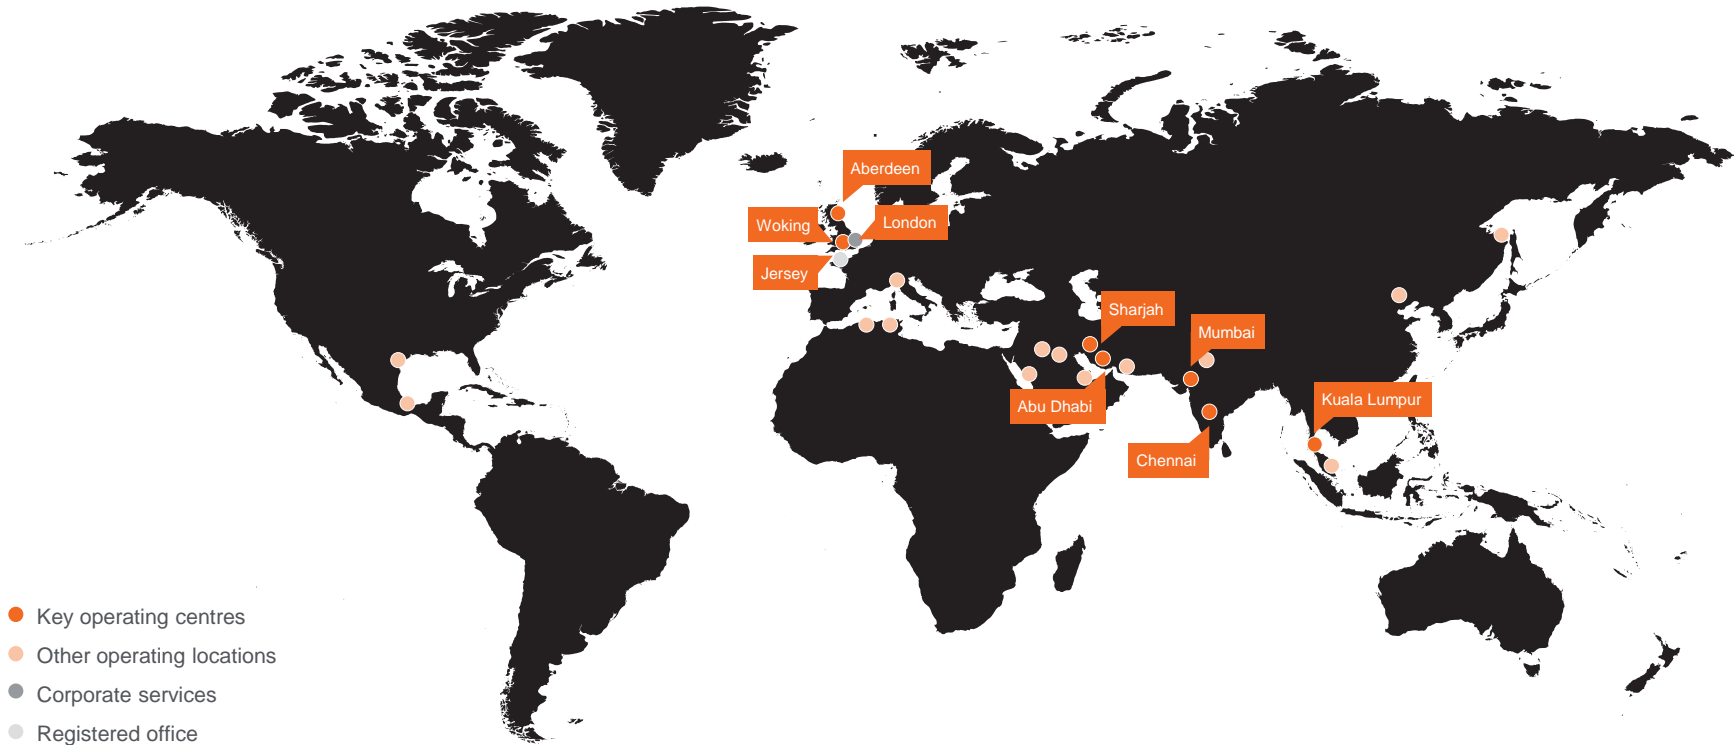 Aberdeen
London
Woking
Jersey
Sharjah
Mumbai
Abu Dhabi
Kuala Lumpur
Chennai
Key operating centres
Other operating locations
Corporate services
Registered office